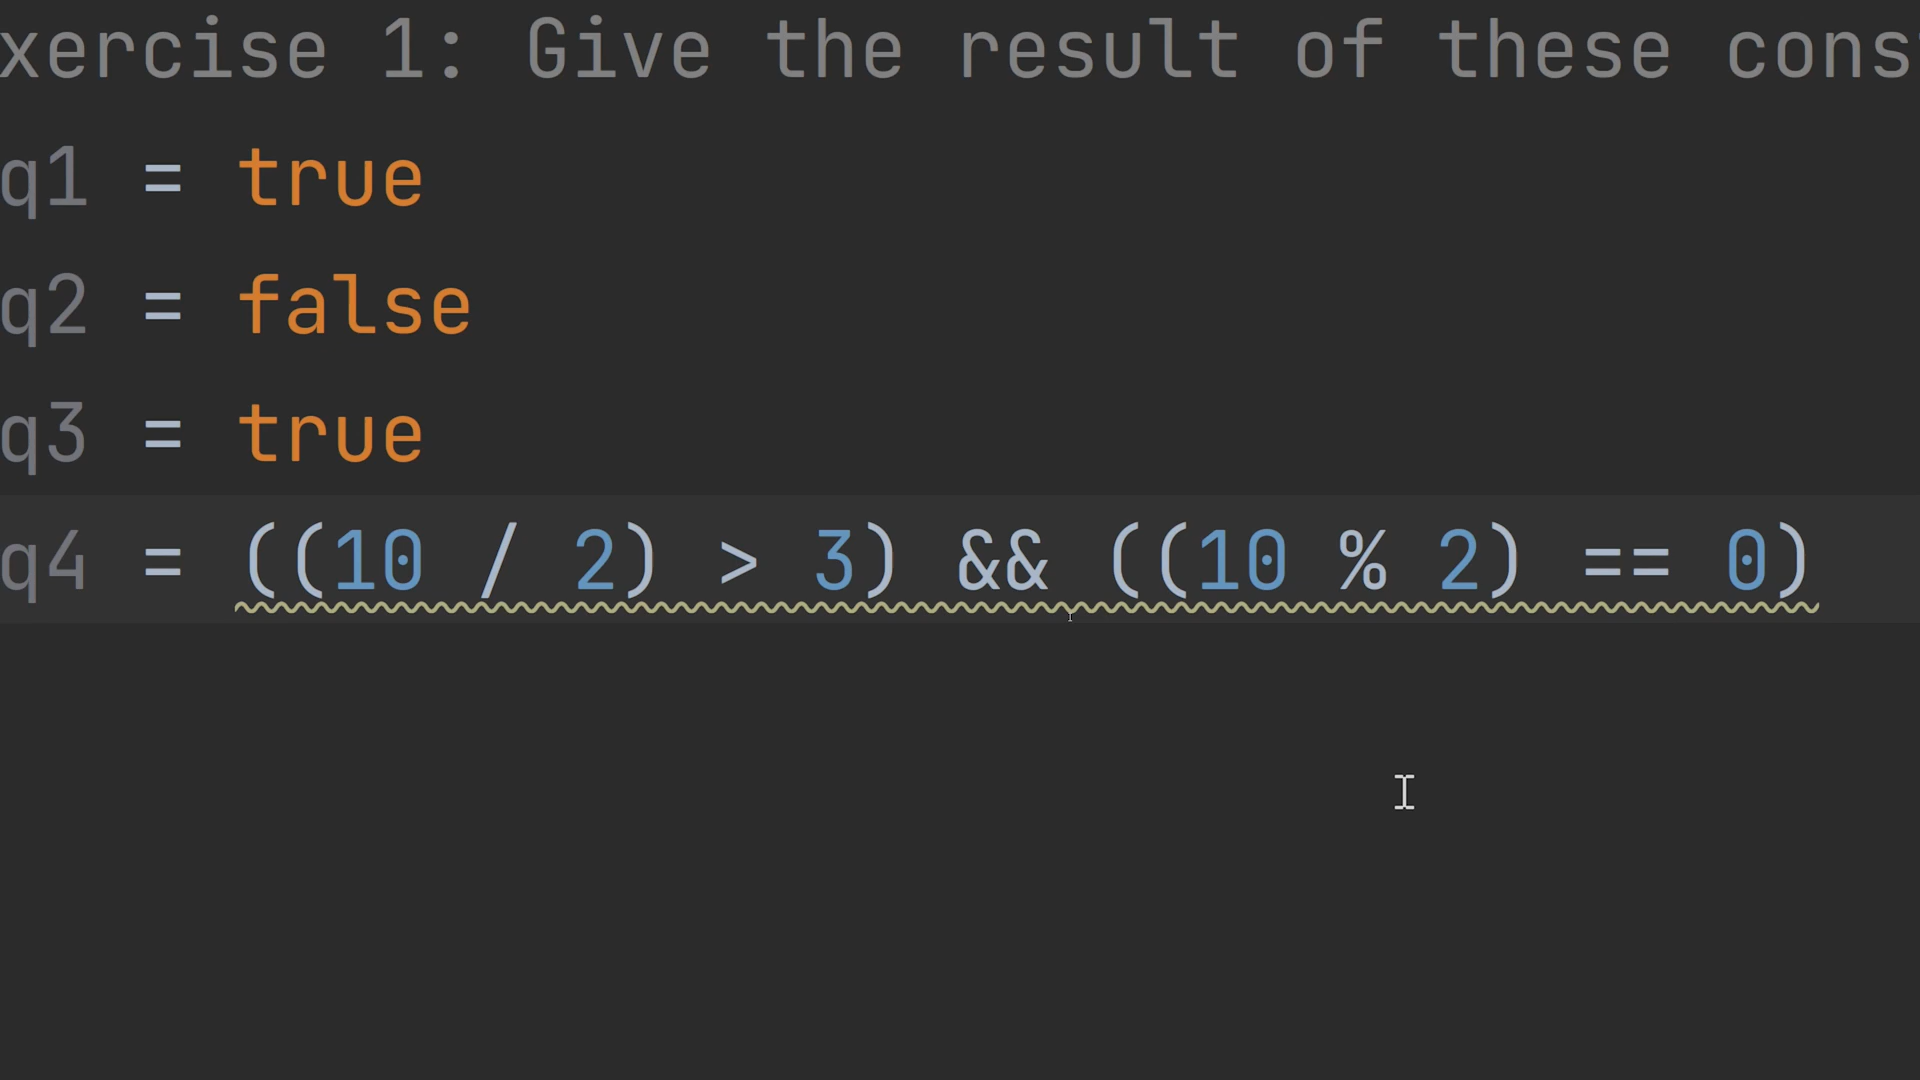 xercise 1: Give the result of these cons
q1 = true
q2 = false
q3 = true
q4 = ((10 / 2) > 3) && ((10 % 2) == 0)